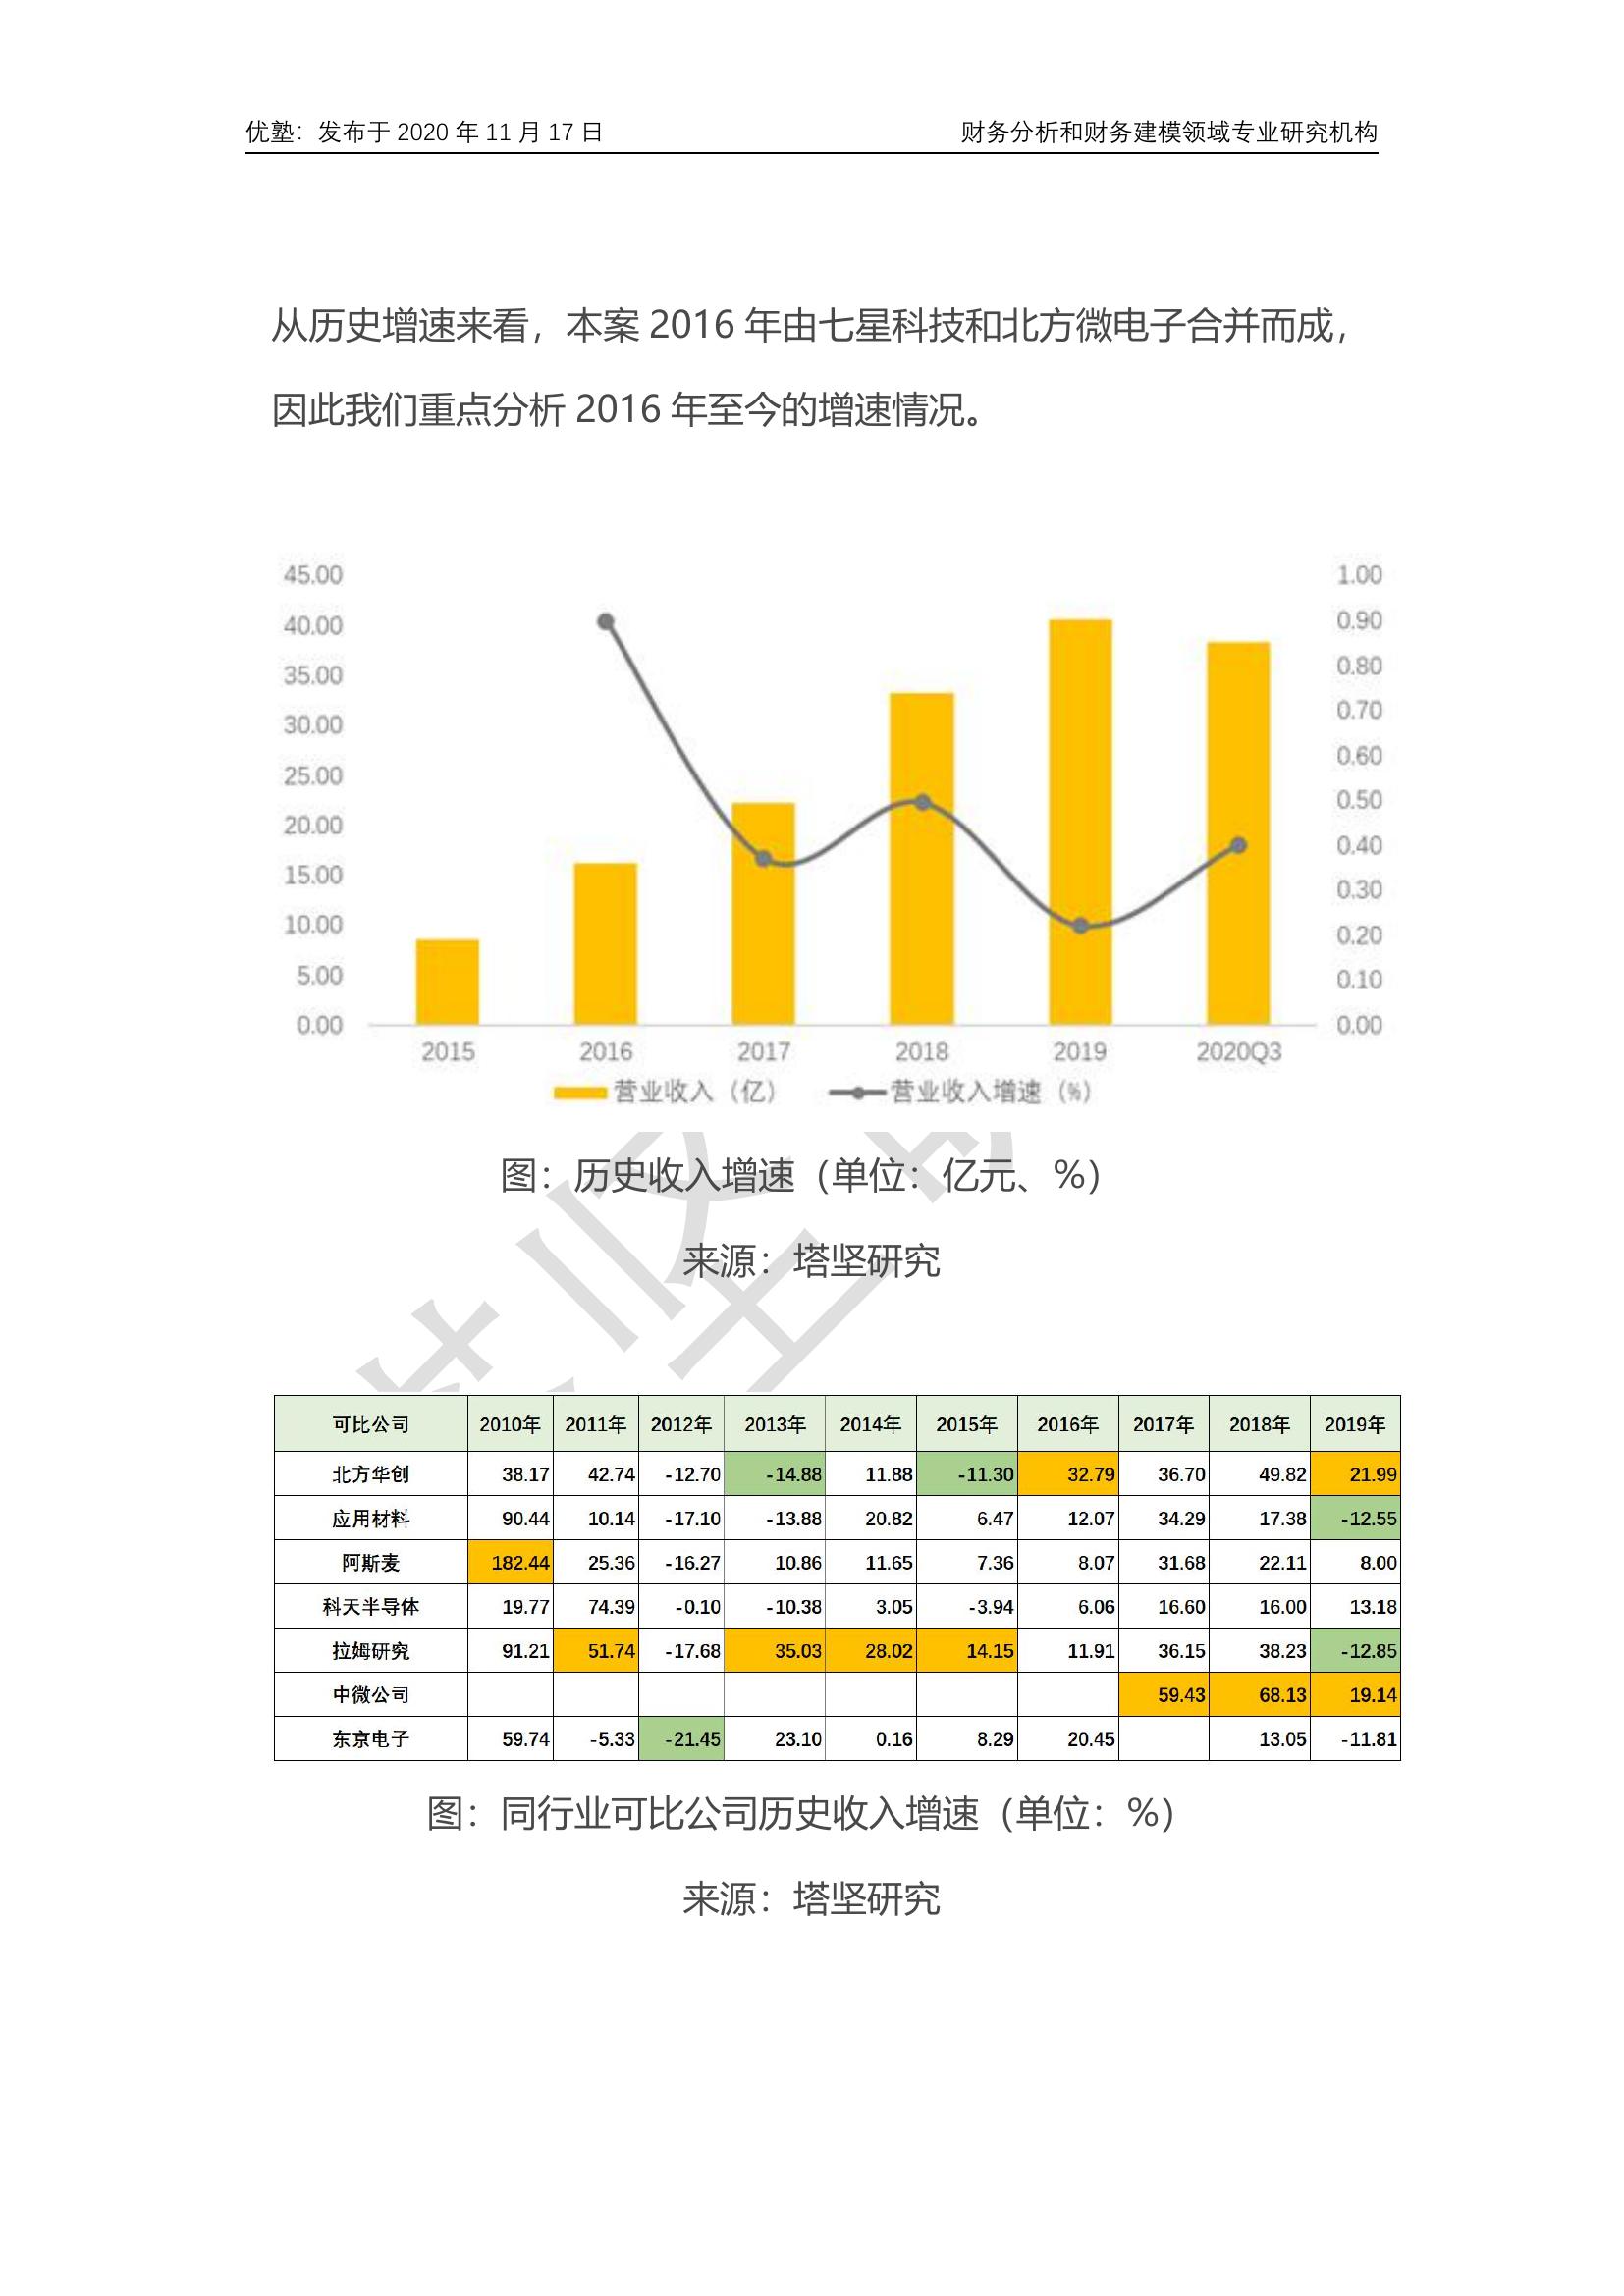 优塾：发布于 2020 年 11 月 17 日 财务分析和财务建模领域专业研究机构
从历史增速来看，本案 2016 年由七星科技和北方微电子合并而成，
因此我们重点分析 2016 年至今的增速情况。
45.00 1.00
40.00 0.90
35.00 0.80
30.00 0.70
25.00 0.60
20.00 0.50
15.00 0.40
10.00 0.30
5.00 0.20
0.00 0.10
0.00
2015 2016 2017 2018 2019 2020Q3
营业收入（亿） 营业收入增速（%）
图：历史收入增速（单位：亿元、%）
来源：塔坚研究
可比公司 2010年 2011年 2012年 2013年 2014年 2015年 2016年 2017年 2018年 2019年
北方华创 38.17 42.74 -12.70 -14.88 11.88 -11.30 32.79 36.70 49.82 21.99
应用材料 90.44 10.14 -17.10 -13.88 20.82 6.47 12.07 34.29 17.38 -12.55
阿斯麦 182.44 25.36 -16.27 10.86 11.65 7.36 8.07 31.68 22.11 8.00
科天半导体 19.77 74.39 -0.10 -10.38 3.05 -3.94 6.06 16.60 16.00 13.18
拉姆研究 91.21 51.74 -17.68 35.03 28.02 14.15 11.91 36.15 38.23 -12.85
中微公司 59.43 68.13 19.14
东京电子 59.74 -5.33 -21.45 23.10 0.16 8.29 20.45 13.05 -11.81
图：同行业可比公司历史收入增速（单位：%）
来源：塔坚研究